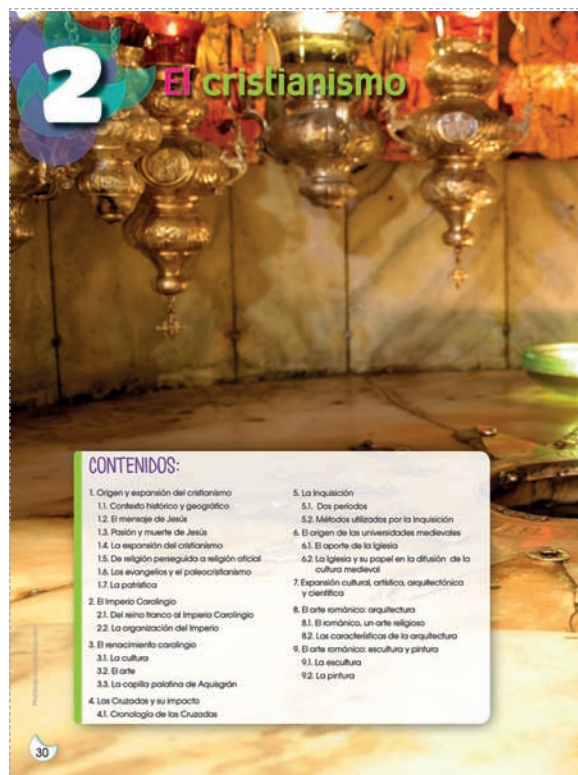 2
El cristianismo
CONTENIDOS:
1. Origen y expansión del cristianismo
1.1. Contexto histórico y geográfico
1.2. El mensaje de Jesús
1.3. Pasión y muerte de Jesús
1.4. La expansión del cristianismo
1.5. De religión perseguida a religión oficial
1.6. Los evangelios y el paleocristianismo
1.7. La patrística
2. El Imperio Carolingio
2.1. Del reino franco al Imperio Carolingio
2.2. La organización del Imperio
3. El renacimiento carolingio
3.1. La cultura
3.2. El arte
3.3. La capilla palatina de Aquisgrán
4. Las Cruzadas y su impacto
4.1. Cronología de las Cruzadas
5. La Inquisición
5.1. Dos periodos
5.2. Métodos utilizados por la Inquisición
6. El origen de las universidades medievales
6.1. El aporte de la Iglesia
6.2. La Iglesia y su papel en la difusión de la
cultura medieval
7. Expansión cultural, artística, arquitectónica
y científica
8. El arte románico: arquitectura
8.1. El románico, un arte religioso
8.2. Las características de la arquitectura
9. El arte románico: escultura y pintura
9.1. La escultura
9.2. La pintura
30